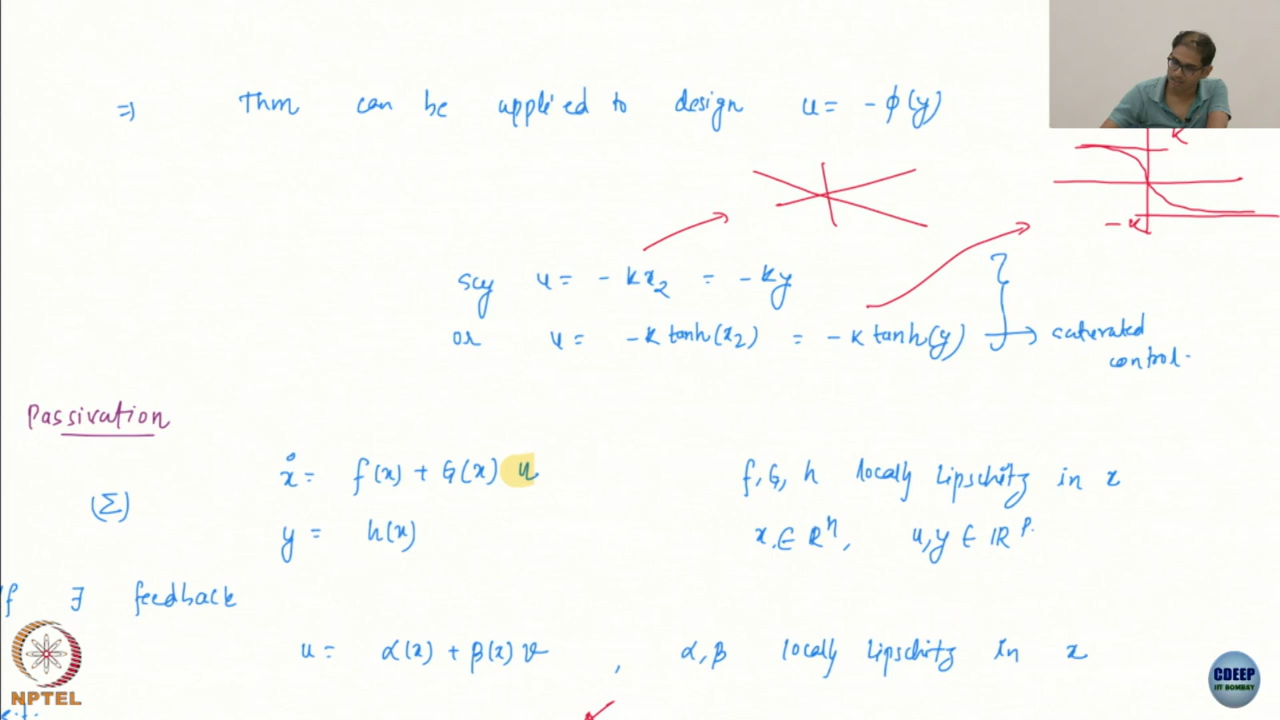 ⇒ Thm can be applied to design u = -ϕ(y)
K
-K
say u = -kx₂ = -ky
or u = -K tanh(x₂) = -K tanh(y) → saturated
control.
Passivation
ẋ = f(x) + G(x) u f, G, h locally Lipschitz in x
(Σ)
y = h(x) x ∈ ℝⁿ, u, y ∈ ℝᵖ.
If ∃ feedback
u = α(x) + β(x) v , α, β locally Lipschitz in x
NPTEL
CDEEP
IIT BOMBAY